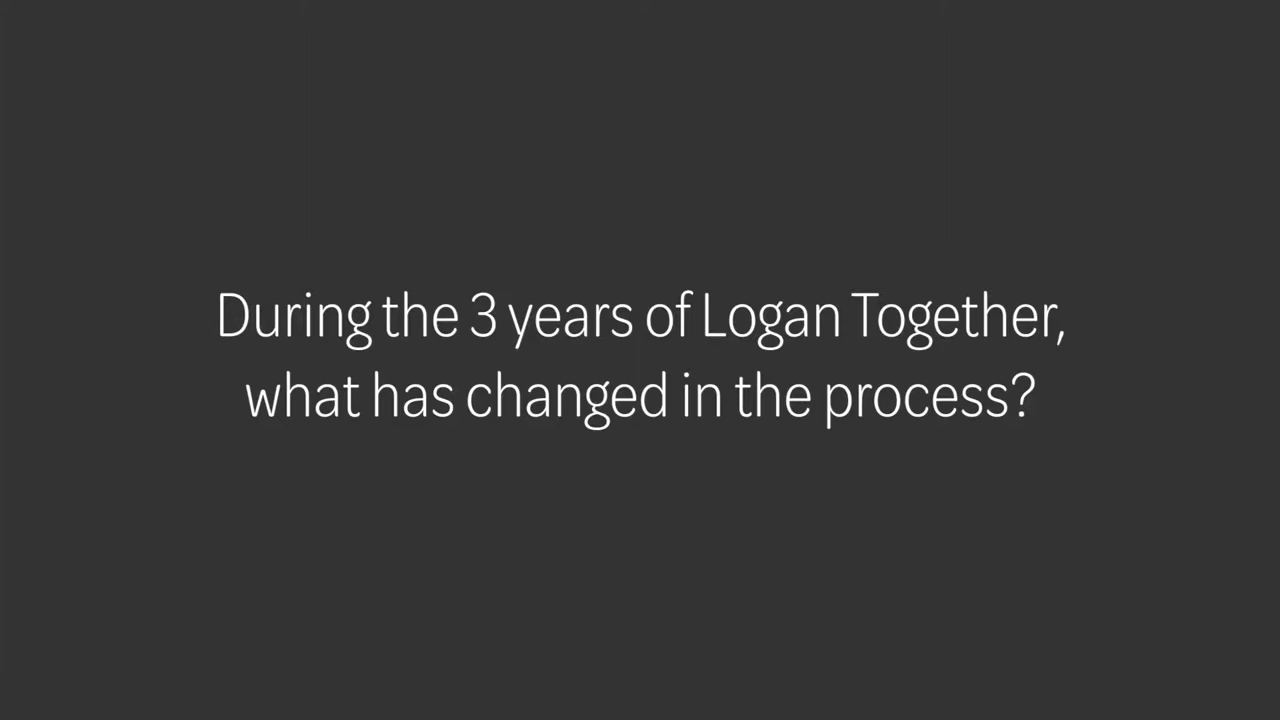 During the 3 years of Logan Together,
what has changed in the process?